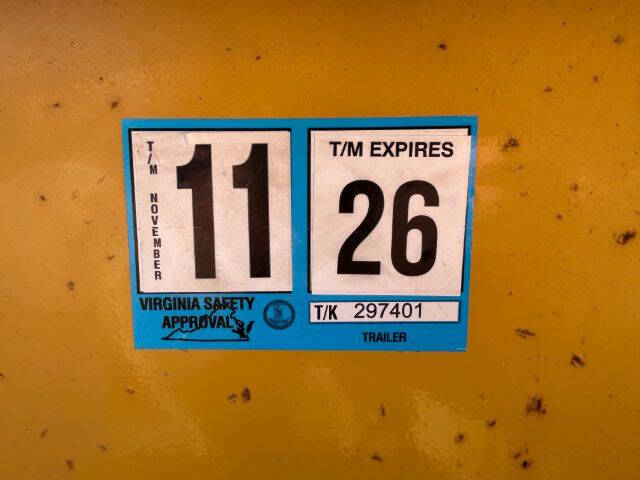 T/M NOVEMBER
11
T/M EXPIRES
26
VIRGINIA SAFETY
APPROVAL
T/K 297401
TRAILER